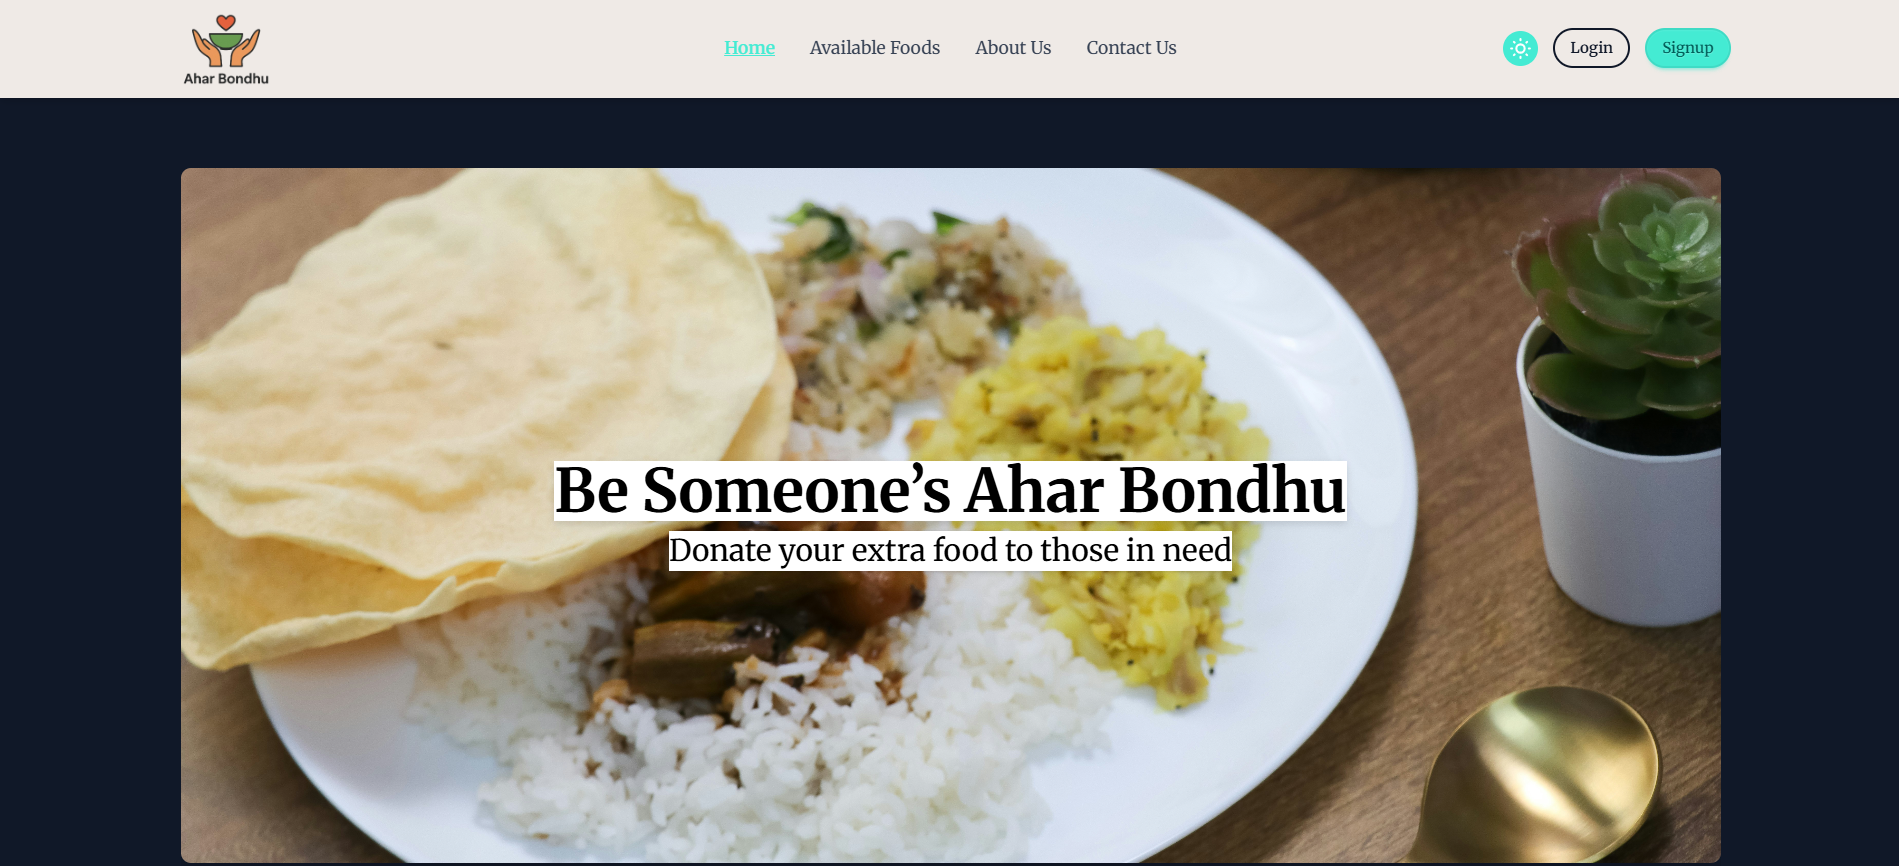 Ahar Bondhu
Home
Available Foods
About Us
Contact Us
Login
Signup
Be Someone’s Ahar Bondhu
Donate your extra food to those in need